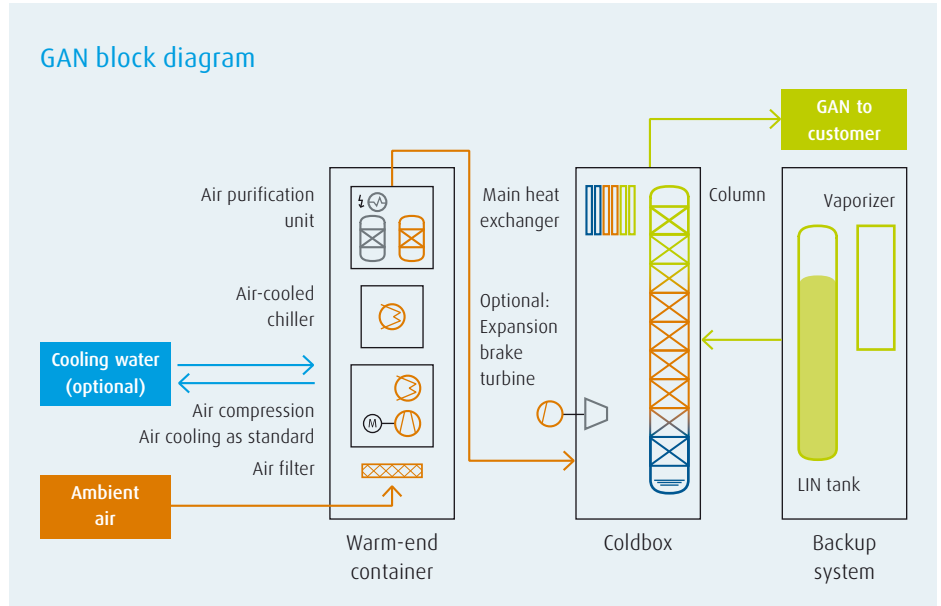 GAN block diagram
GAN to
customer
Air purification
unit
Main heat
exchanger
Column
Vaporizer
Air-cooled
chiller
Optional:
Expansion
brake
turbine
Cooling water
(optional)
Air compression
Air cooling as standard
M
Air filter
LIN tank
Ambient
air
Warm-end
container
Coldbox
Backup
system